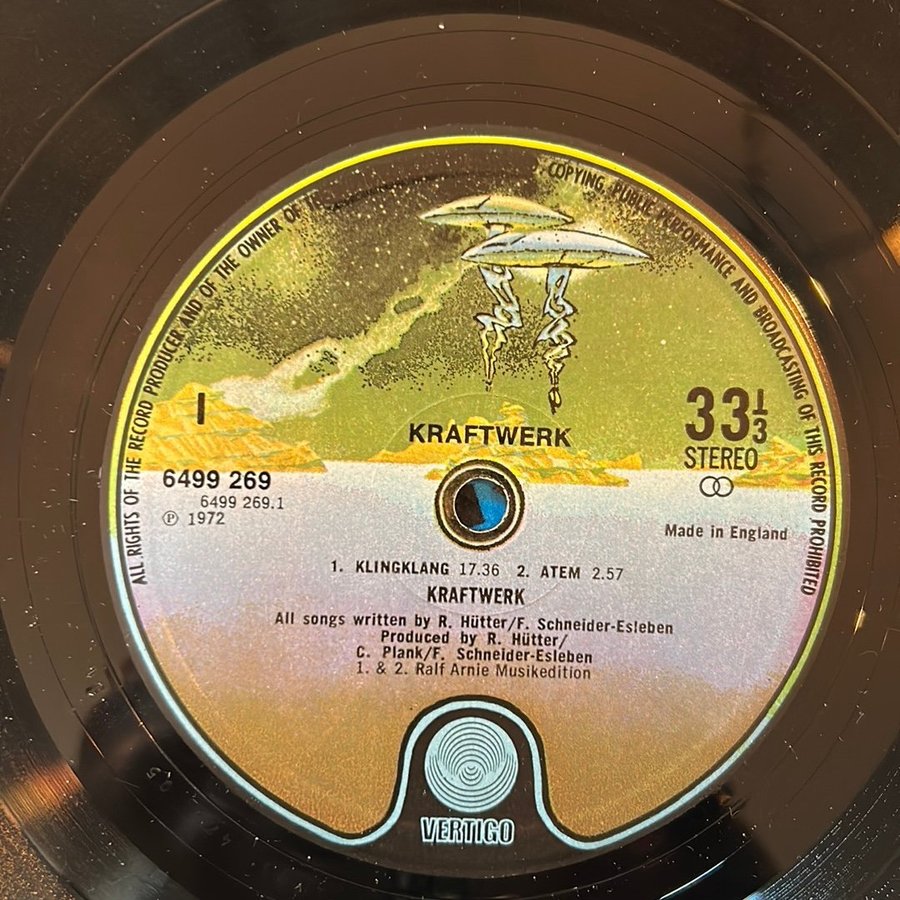 ALL RIGHTS OF THE RECORD PRODUCER AND OF THE OWNER OF
COPYING, PUBLIC PERFORMANCE AND BROADCASTING OF THIS RECORD PROHIBITED
I
KRAFTWERK
33⅓
STEREO
6499 269
6499 269.1
Ⓟ 1972
Made in England
1. KLINGKLANG 17.36 2. ATEM 2.57
KRAFTWERK
All songs written by R. Hütter/F. Schneider-Esleben
Produced by R. Hütter/
C. Plank/F. Schneider-Esleben
1. & 2. Ralf Arnie Musikedition
VERTIGO